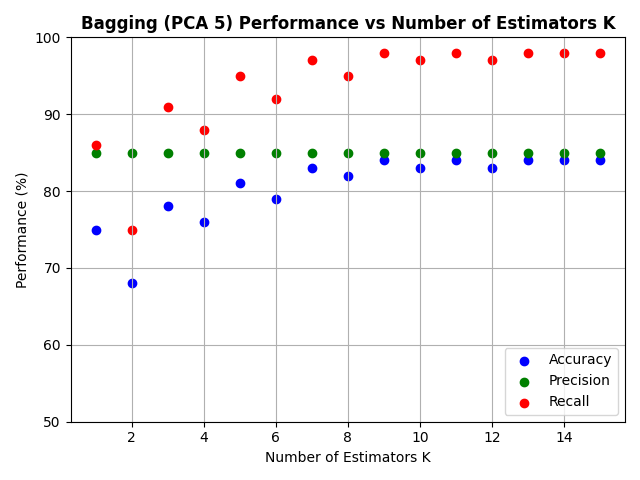 Bagging (PCA 5) Performance vs Number of Estimators K
Performance (%)
100
90
80
70
60
50
2 4 6 8 10 12 14
Number of Estimators K
Accuracy
Precision
Recall